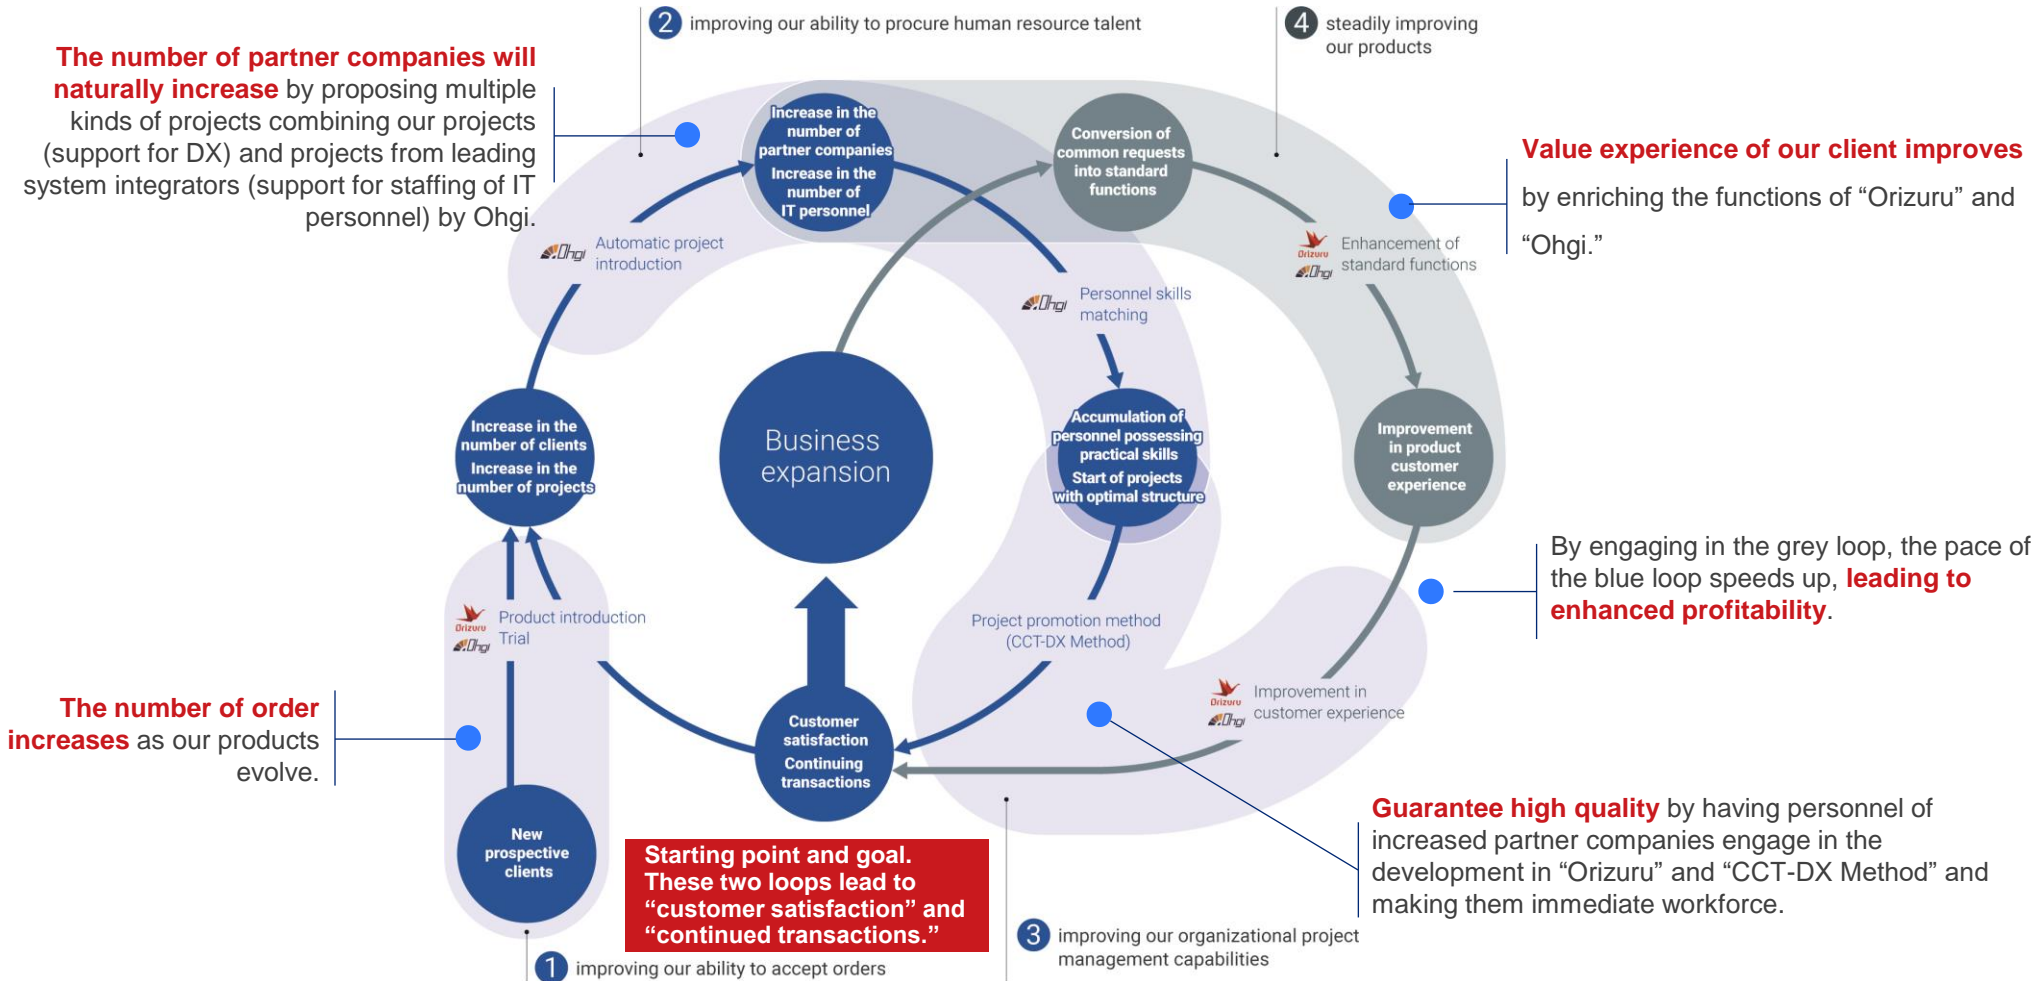 2 improving our ability to procure human resource talent
4 steadily improving
our products
The number of partner companies will
naturally increase by proposing multiple
kinds of projects combining our projects
(support for DX) and projects from leading
system integrators (support for staffing of IT
personnel) by Ohgi.
Increase in the
number of
partner companies
Increase in the
number of
IT personnel
Conversion of
common requests
into standard
functions
Value experience of our client improves
by enriching the functions of “Orizuru” and
“Ohgi.”
Ohgi
Automatic project
introduction
Orizuru
Ohgi
Enhancement of
standard functions
Ohgi
Personnel skills
matching
Increase in the
number of clients
Increase in the
number of projects
Business
expansion
Accumulation of
personnel possessing
practical skills
Start of projects
with optimal structure
Improvement
in product
customer
experience
By engaging in the grey loop, the pace of
the blue loop speeds up, leading to
enhanced profitability.
Orizuru
Ohgi
Product introduction
Trial
Project promotion method
(CCT-DX Method)
Orizuru
Ohgi
Improvement in
customer experience
The number of order
increases as our products
evolve.
Customer
satisfaction
Continuing
transactions
New
prospective
clients
Starting point and goal.
These two loops lead to
“customer satisfaction” and
“continued transactions.”
Guarantee high quality by having personnel of
increased partner companies engage in the
development in “Orizuru” and “CCT-DX Method” and
making them immediate workforce.
3 improving our organizational project
management capabilities
1 improving our ability to accept orders